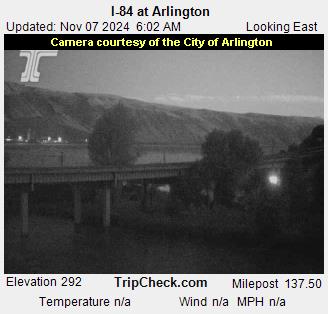 I-84 at Arlington
Updated: Nov 07 2024 6:02 AM Looking East
Camera courtesy of the City of Arlington
Elevation 292 TripCheck.com Milepost 137.50
Temperature n/a Wind n/a MPH n/a